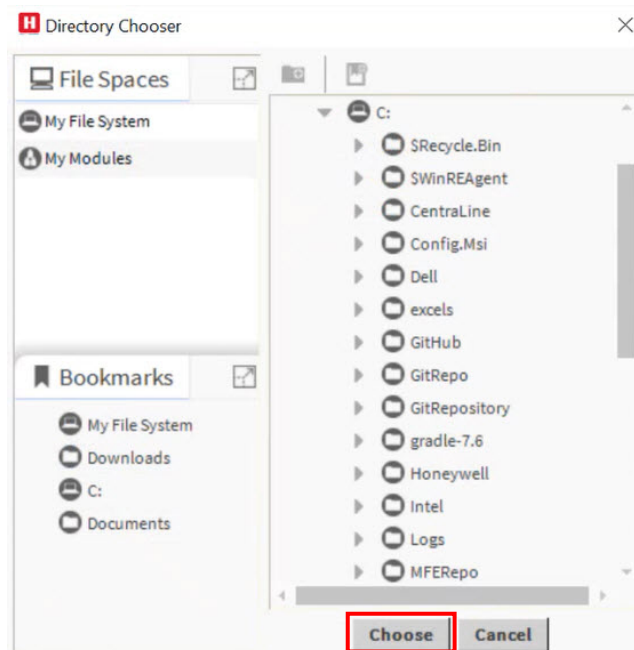 H Directory Chooser
File Spaces
My File System
My Modules
Bookmarks
My File System
Downloads
C:
Documents
C:
$Recycle.Bin
$WinREAgent
CentraLine
Config.Msi
Dell
excels
GitHub
GitRepo
GitRepository
gradle-7.6
Honeywell
Intel
Logs
MFERepo
Choose Cancel